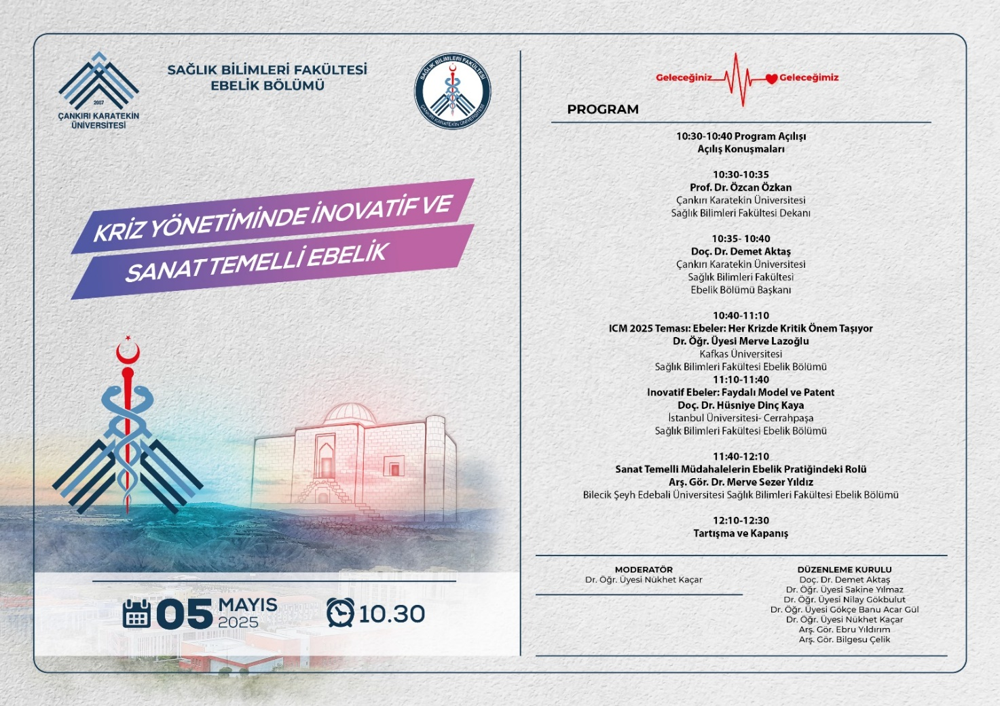 2007
ÇANKIRI KARATEKİN
ÜNİVERSİTESİ
SAĞLIK BİLİMLERİ FAKÜLTESİ
EBELİK BÖLÜMÜ
SAĞLIK BİLİMLERİ FAKÜLTESİ
ÇANKIRI KARATEKİN ÜNİVERSİTESİ
KRİZ YÖNETİMİNDE İNOVATİF VE
SANAT TEMELLİ EBELİK
05 MAYIS
2025
10.30
Geleceğiniz Geleceğimiz
PROGRAM
10:30-10:40 Program Açılışı
Açılış Konuşmaları
10:30-10:35
Prof. Dr. Özcan Özkan
Çankırı Karatekin Üniversitesi
Sağlık Bilimleri Fakültesi Dekanı
10:35- 10:40
Doç. Dr. Demet Aktaş
Çankırı Karatekin Üniversitesi
Sağlık Bilimleri Fakültesi
Ebelik Bölümü Başkanı
10:40-11:10
ICM 2025 Teması: Ebeler: Her Krizde Kritik Önem Taşıyor
Dr. Öğr. Üyesi Merve Lazoğlu
Kafkas Üniversitesi
Sağlık Bilimleri Fakültesi Ebelik Bölümü
11:10-11:40
Inovatif Ebeler: Faydalı Model ve Patent
Doç. Dr. Hüsniye Dinç Kaya
İstanbul Üniversitesi- Cerrahpaşa
Sağlık Bilimleri Fakültesi Ebelik Bölümü
11:40-12:10
Sanat Temelli Müdahalelerin Ebelik Pratiğindeki Rolü
Arş. Gör. Dr. Merve Sezer Yıldız
Bilecik Şeyh Edebali Üniversitesi Sağlık Bilimleri Fakültesi Ebelik Bölümü
12:10-12:30
Tartışma ve Kapanış
MODERATÖR
Dr. Öğr. Üyesi Nükhet Kaçar
DÜZENLEME KURULU
Doç. Dr. Demet Aktaş
Dr. Öğr. Üyesi Sakine Yılmaz
Dr. Öğr. Üyesi Nilay Gökbulut
Dr. Öğr. Üyesi Gökçe Banu Acar Gül
Dr. Öğr. Üyesi Nükhet Kaçar
Arş. Gör. Ebru Yıldırım
Arş. Gör. Bilgesu Çelik